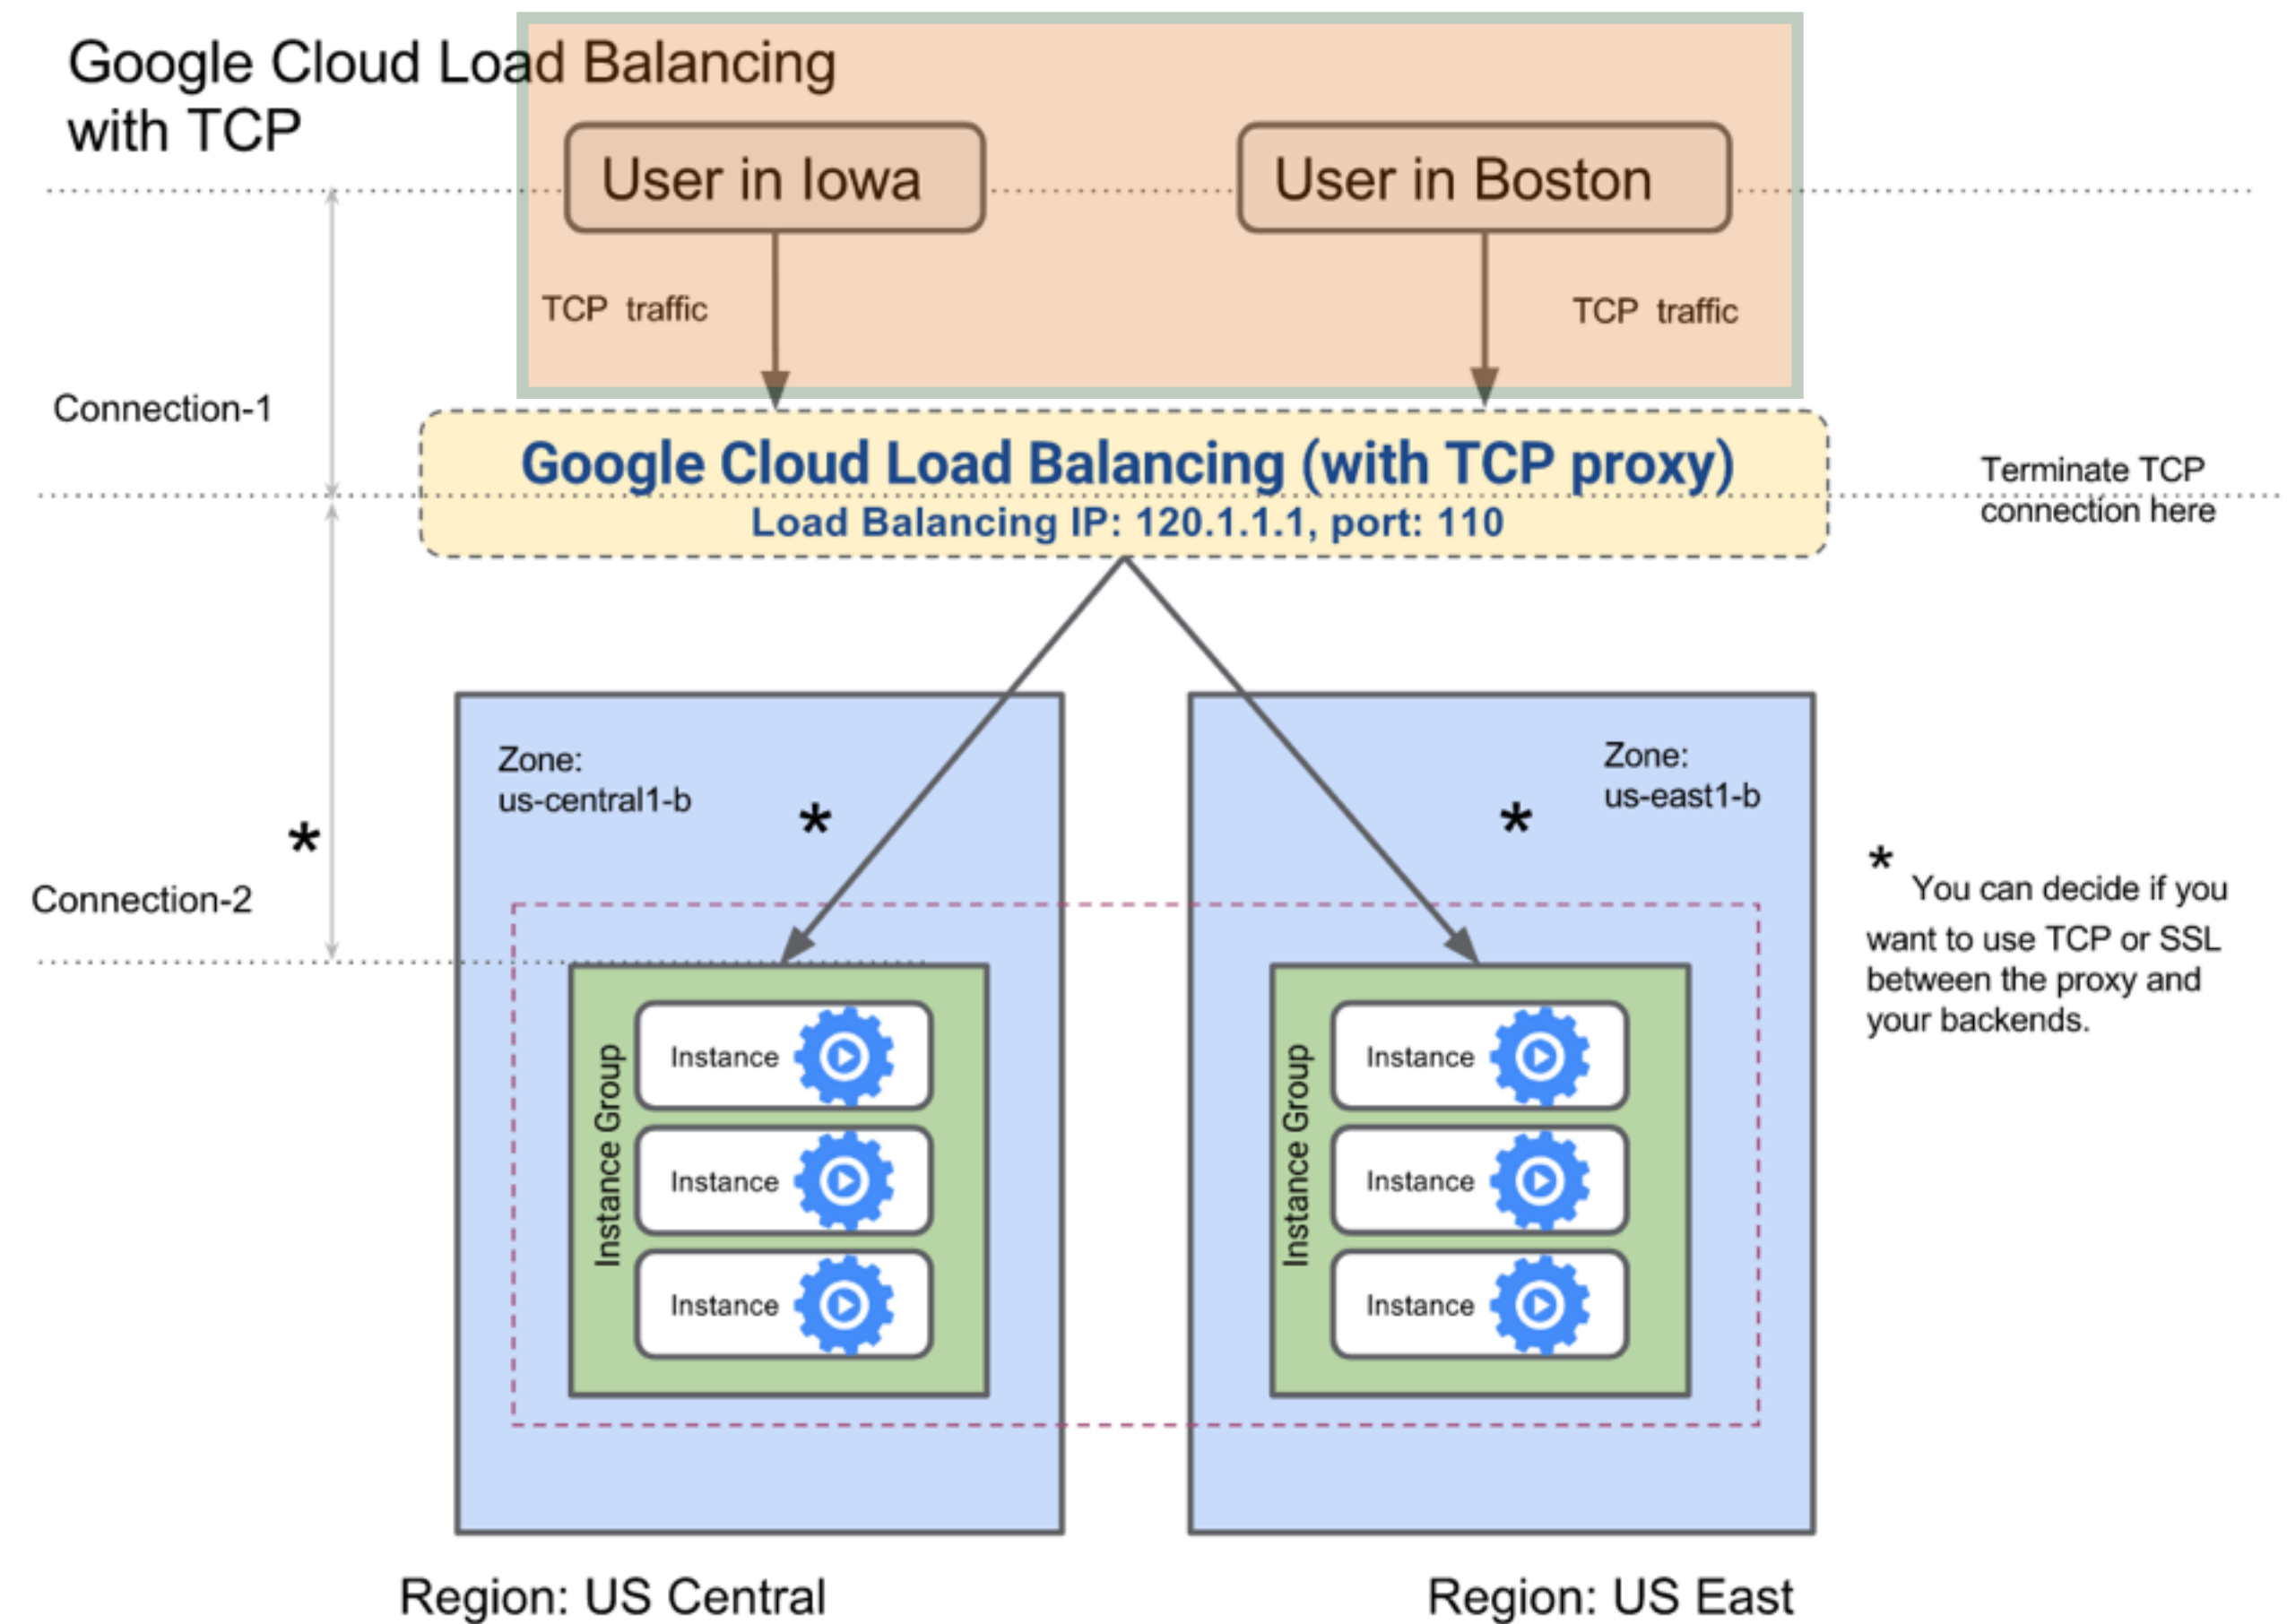 Google Cloud Load Balancing
with TCP
User in Iowa
User in Boston
TCP traffic
TCP traffic
Connection-1
Google Cloud Load Balancing (with TCP proxy)
Load Balancing IP: 120.1.1.1, port: 110
Terminate TCP
connection here
Zone:
us-central1-b
*
Zone:
us-east1-b
*
*
Connection-2
* You can decide if you
want to use TCP or SSL
between the proxy and
your backends.
Instance Group
Instance
Instance
Instance
Instance Group
Instance
Instance
Instance
Region: US Central
Region: US East